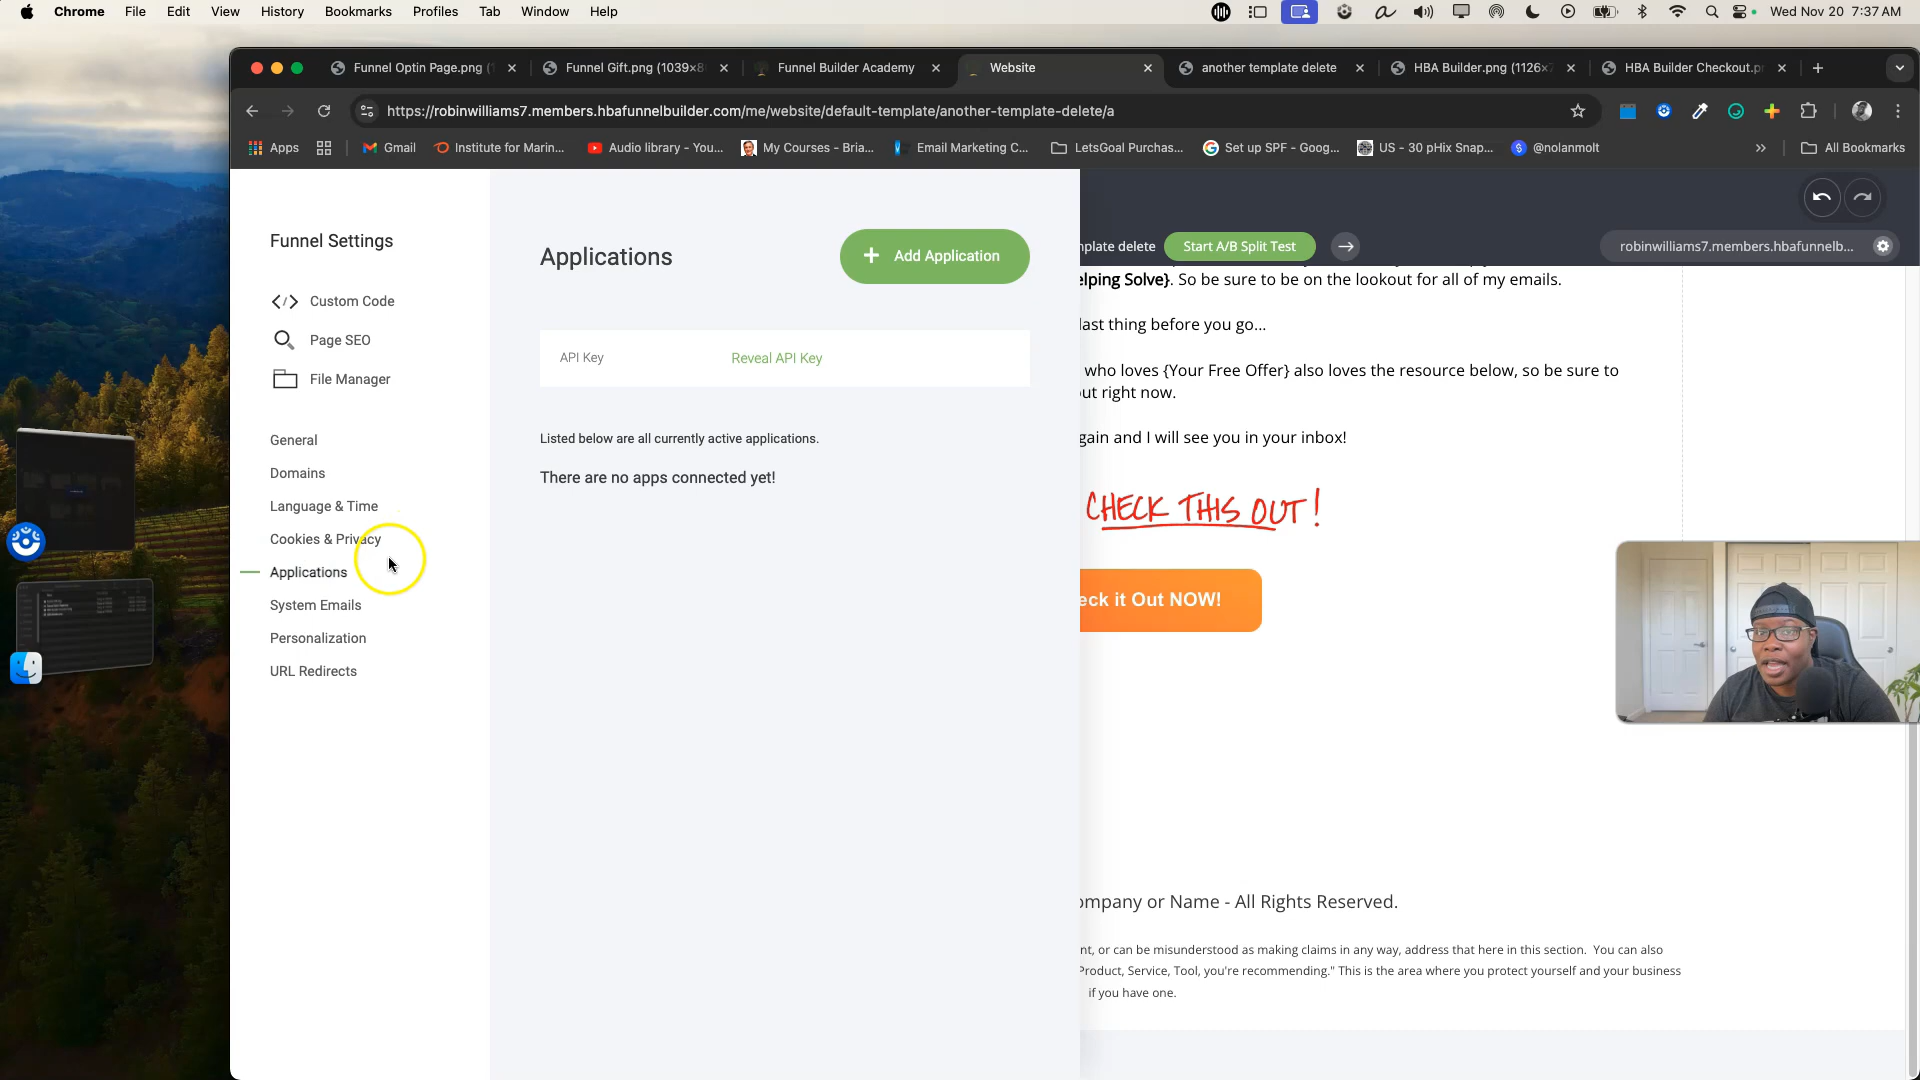 Chrome File Edit View History Bookmarks Profiles Tab Window Help Wed Nov 20 7:37 AM
Funnel Optin Page.png ( Funnel Gift.png (1039×8 Funnel Builder Academy Website another template delete HBA Builder.png (1126× HBA Builder Checkout.p
https://robinwilliams7.members.hbafunnelbuilder.com/me/website/default-template/another-template-delete/a
Apps Gmail Institute for Marin... Audio library - You... My Courses - Bria... Email Marketing C... LetsGoal Purchas... Set up SPF - Goog... US - 30 pHix Snap... @nolanmolt All Bookmarks
Funnel Settings
Custom Code
Page SEO
File Manager
General
Domains
Language & Time
Cookies & Privacy
Applications
System Emails
Personalization
URL Redirects
Applications
+ Add Application
API Key Reveal API Key
Listed below are all currently active applications.
There are no apps connected yet!
mplate delete Start A/B Split Test robinwilliams7.members.hbafunnelb...
elping Solve}. So be sure to be on the lookout for all of my emails.
last thing before you go...
who loves {Your Free Offer} also loves the resource below, so be sure to
ut right now.
gain and I will see you in your inbox!
CHECK THIS OUT!
eck it Out NOW!
ompany or Name - All Rights Reserved.
nt, or can be misunderstood as making claims in any way, address that here in this section. You can also
Product, Service, Tool, you're recommending." This is the area where you protect yourself and your business
if you have one.